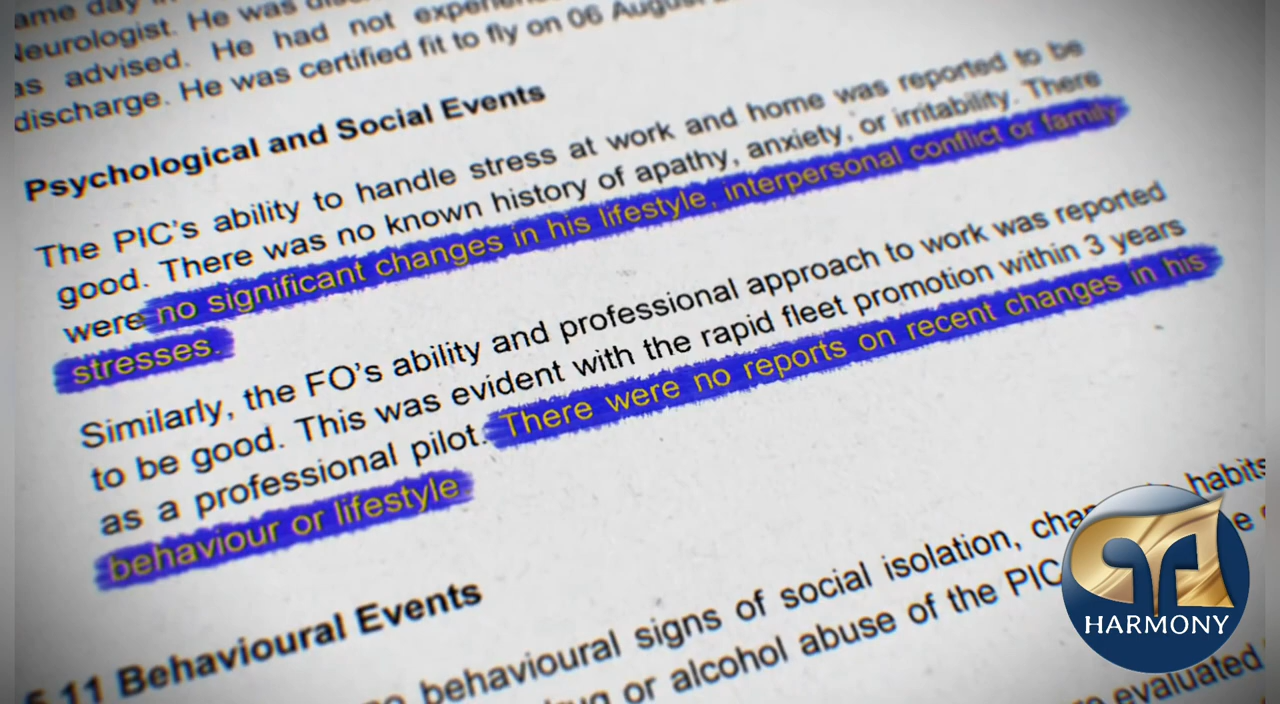 ame day in
Neurologist. He was
as advised. He had not
discharge. He was certified fit to fly on 06 August
Psychological and Social Events
The PIC's ability to handle stress at work and home was reported to be
good. There was no known history of apathy, anxiety, or irritability. There
were no significant changes in his lifestyle, interpersonal conflict or family
stresses.
Similarly, the FO's ability and professional approach to work was reported
to be good. This was evident with the rapid fleet promotion within 3 years
as a professional pilot. There were no reports on recent changes in his
behaviour or lifestyle
5.11 Behavioural Events
behavioural signs of social isolation, habits
or alcohol abuse of the PIC
evaluated
HARMONY